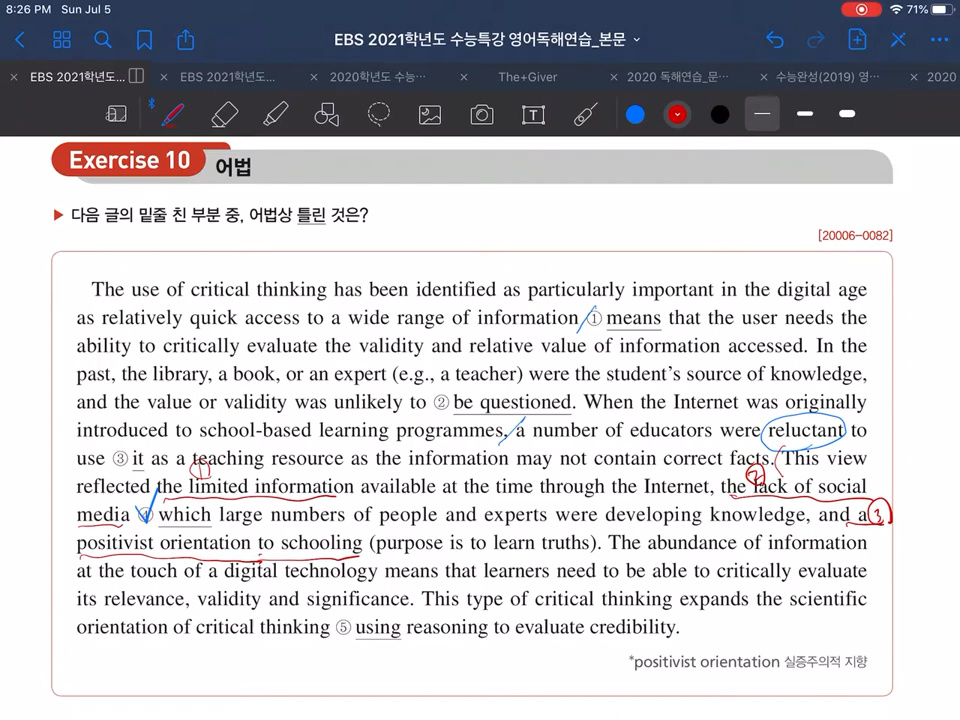 8:26 PM Sun Jul 5 71%
EBS 2021학년도 수능특강 영어독해연습_본문
× EBS 2021학년도... × EBS 2021학년도... × 2020학년도 수능... × The+Giver × 2020 독해연습_문... × 수능완성(2019) 영... × 2020
Exercise 10 어법
▶ 다음 글의 밑줄 친 부분 중, 어법상 틀린 것은?
[20006-0082]
The use of critical thinking has been identified as particularly important in the digital age
as relatively quick access to a wide range of information ① means that the user needs the
ability to critically evaluate the validity and relative value of information accessed. In the
past, the library, a book, or an expert (e.g., a teacher) were the student's source of knowledge,
and the value or validity was unlikely to ② be questioned. When the Internet was originally
introduced to school-based learning programmes, a number of educators were reluctant to
use ③ it as a teaching resource as the information may not contain correct facts. This view
① ②
reflected the limited information available at the time through the Internet, the lack of social
media ④ which large numbers of people and experts were developing knowledge, and a ③
positivist orientation to schooling (purpose is to learn truths). The abundance of information
at the touch of a digital technology means that learners need to be able to critically evaluate
its relevance, validity and significance. This type of critical thinking expands the scientific
orientation of critical thinking ⑤ using reasoning to evaluate credibility.
*positivist orientation 실증주의적 지향